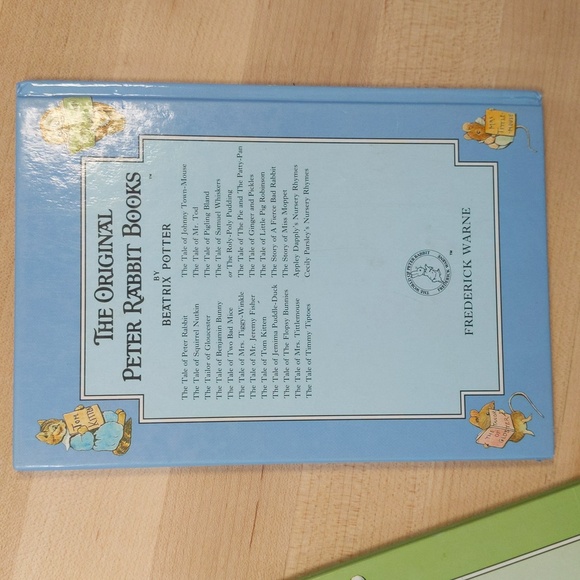 THE ORIGINAL
PETER RABBIT BOOKS™
BY
BEATRIX POTTER
The Tale of Peter Rabbit
The Tale of Squirrel Nutkin
The Tailor of Gloucester
The Tale of Benjamin Bunny
The Tale of Two Bad Mice
The Tale of Mrs. Tiggy-Winkle
The Tale of Mr. Jeremy Fisher
The Tale of Tom Kitten
The Tale of Jemima Puddle-Duck
The Tale of The Flopsy Bunnies
The Tale of Mrs. Tittlemouse
The Tale of Timmy Tiptoes
The Tale of Johnny Town-Mouse
The Tale of Mr. Tod
The Tale of Pigling Bland
The Tale of Samuel Whiskers
or The Roly-Poly Pudding
The Tale of The Pie and The Patty-Pan
The Tale of Ginger and Pickles
The Tale of Little Pig Robinson
The Story of A Fierce Bad Rabbit
The Story of Miss Moppet
Appley Dapply's Nursery Rhymes
Cecily Parsley's Nursery Rhymes
FREDERICK WARNE
TOM
KITTEN